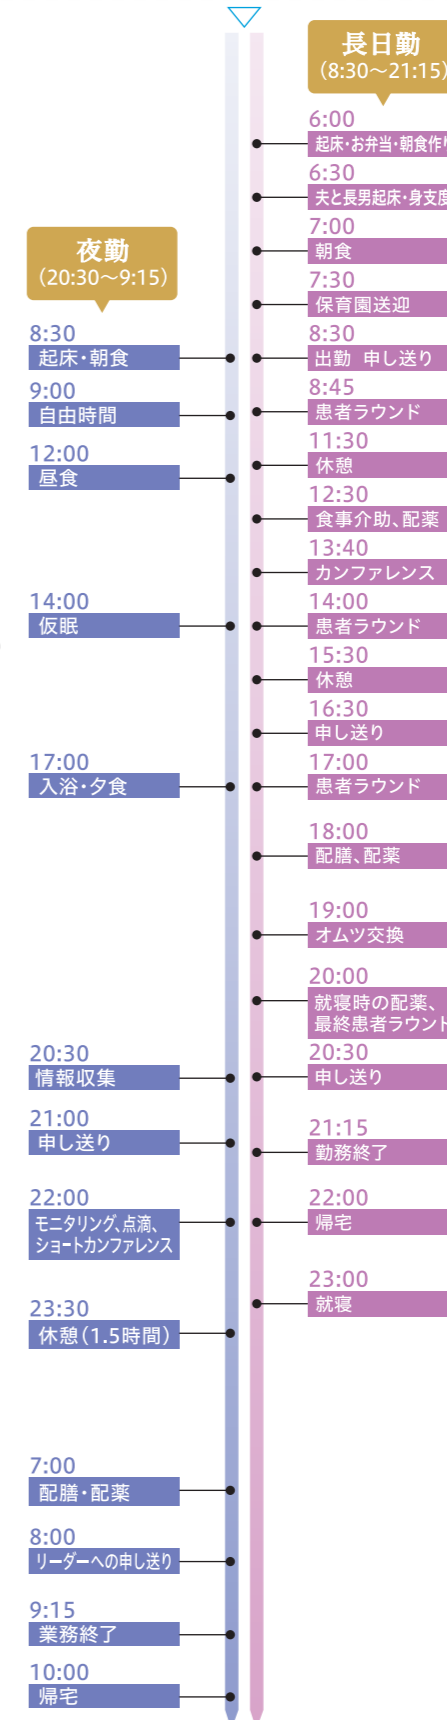 夜勤
(20:30〜9:15)
8:30
起床・朝食
9:00
自由時間
12:00
昼食
14:00
仮眠
17:00
入浴・夕食
20:30
情報収集
21:00
申し送り
22:00
モニタリング、点滴、
ショートカンファレンス
23:30
休憩(1.5時間)
7:00
配膳・配薬
8:00
リーダーへの申し送り
9:15
業務終了
10:00
帰宅
長日勤
(8:30〜21:15)
6:00
起床・お弁当・朝食作り
6:30
夫と長男起床・身支度
7:00
朝食
7:30
保育園送迎
8:30
出勤 申し送り
8:45
患者ラウンド
11:30
休憩
12:30
食事介助、配薬
13:40
カンファレンス
14:00
患者ラウンド
15:30
休憩
16:30
申し送り
17:00
患者ラウンド
18:00
配膳、配薬
19:00
オムツ交換
20:00
就寝時の配薬、
最終患者ラウンド
20:30
申し送り
21:15
勤務終了
22:00
帰宅
23:00
就寝